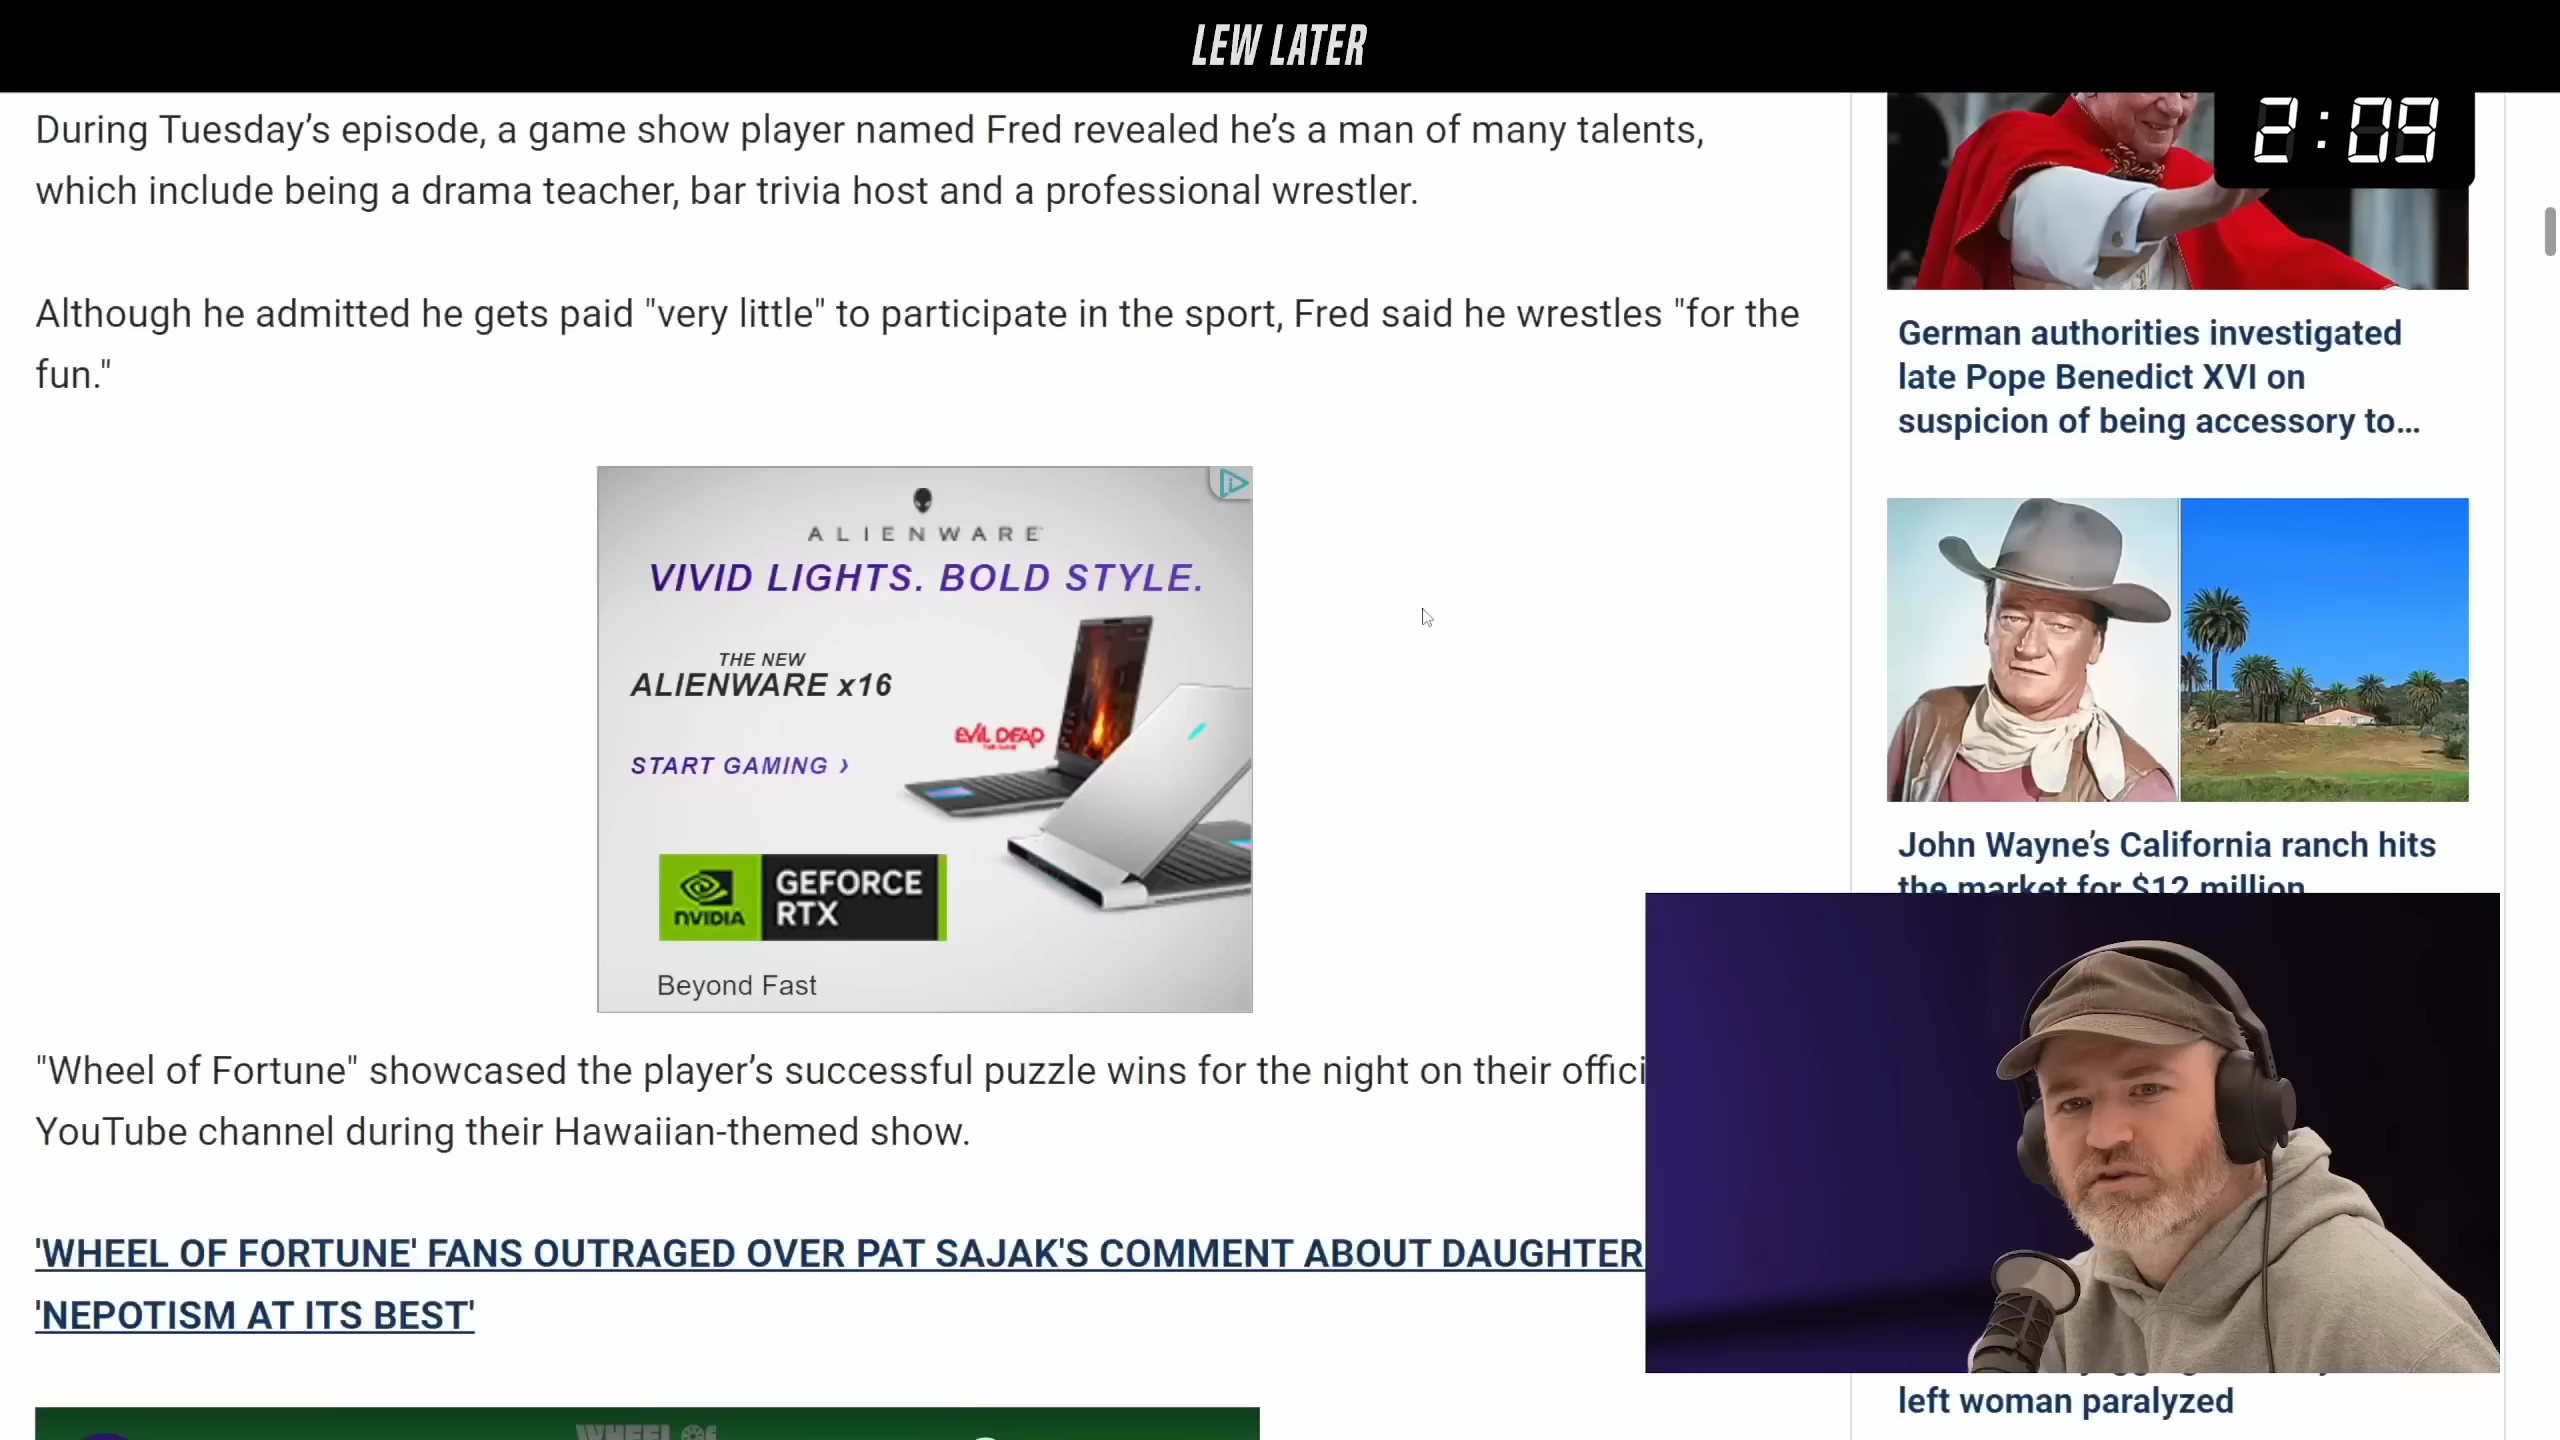 LEW LATER
2:09
During Tuesday’s episode, a game show player named Fred revealed he’s a man of many talents,
which include being a drama teacher, bar trivia host and a professional wrestler.
Although he admitted he gets paid "very little" to participate in the sport, Fred said he wrestles "for the
fun."
ALIENWARE
VIVID LIGHTS. BOLD STYLE.
THE NEW
ALIENWARE x16
EVIL DEAD
START GAMING ›
NVIDIA
GEFORCE
RTX
Beyond Fast
"Wheel of Fortune" showcased the player’s successful puzzle wins for the night on their offici
YouTube channel during their Hawaiian-themed show.
'WHEEL OF FORTUNE' FANS OUTRAGED OVER PAT SAJAK'S COMMENT ABOUT DAUGHTER
'NEPOTISM AT ITS BEST'
WHEEL OF
German authorities investigated
late Pope Benedict XVI on
suspicion of being accessory to...
John Wayne’s California ranch hits
the market for $12 million
left woman paralyzed